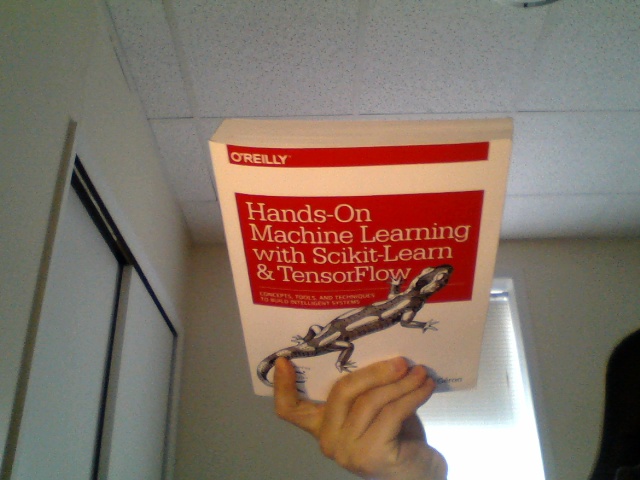 O'REILLY
Hands-On
Machine Learning
with Scikit-Learn
& TensorFlow
CONCEPTS, TOOLS, AND TECHNIQUES
TO BUILD INTELLIGENT SYSTEMS